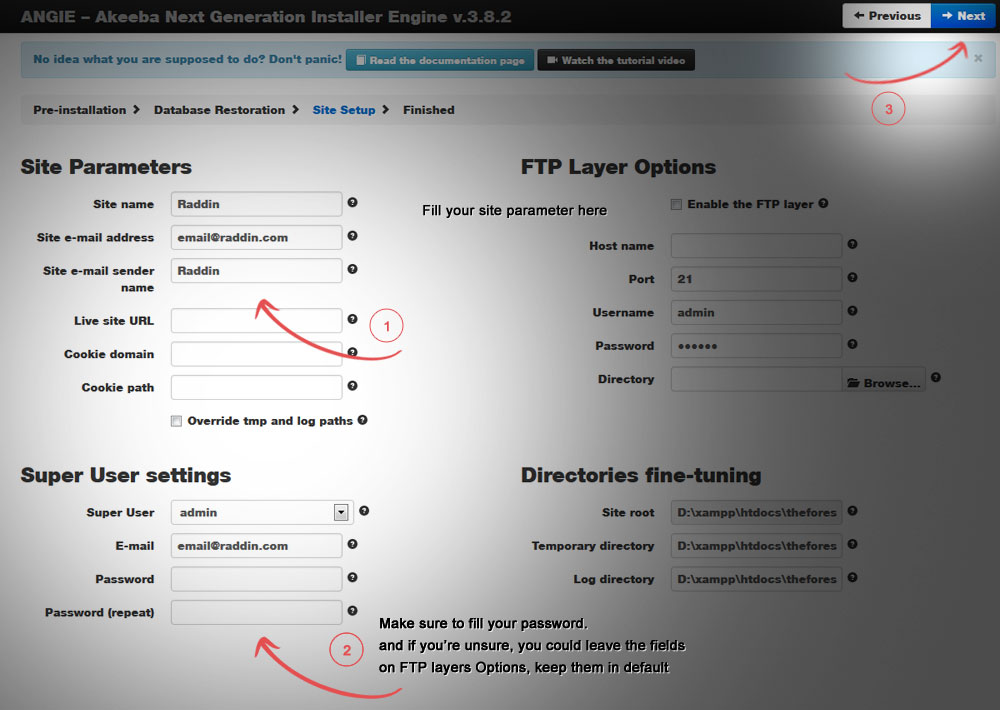 ANGIE – Akeeba Next Generation Installer Engine v.3.8.2
Previous
Next
No idea what you are supposed to do? Don't panic!
Read the documentation page
Watch the tutorial video
×
Pre-installation
Database Restoration
Site Setup
Finished
3
Site Parameters
Site name
Raddin
Site e-mail address
email@raddin.com
Site e-mail sender
name
Raddin
Live site URL
Cookie domain
Cookie path
Override tmp and log paths
Fill your site parameter here
1
FTP Layer Options
Enable the FTP layer
Host name
Port
21
Username
admin
Password
••••••
Directory
Browse...
Super User settings
Super User
admin
E-mail
email@raddin.com
Password
Password (repeat)
2
Make sure to fill your password.
and if you're unsure, you could leave the fields
on FTP layers Options, keep them in default
Directories fine-tuning
Site root
D:\xampp\htdocs\thefores
Temporary directory
D:\xampp\htdocs\thefores
Log directory
D:\xampp\htdocs\thefores